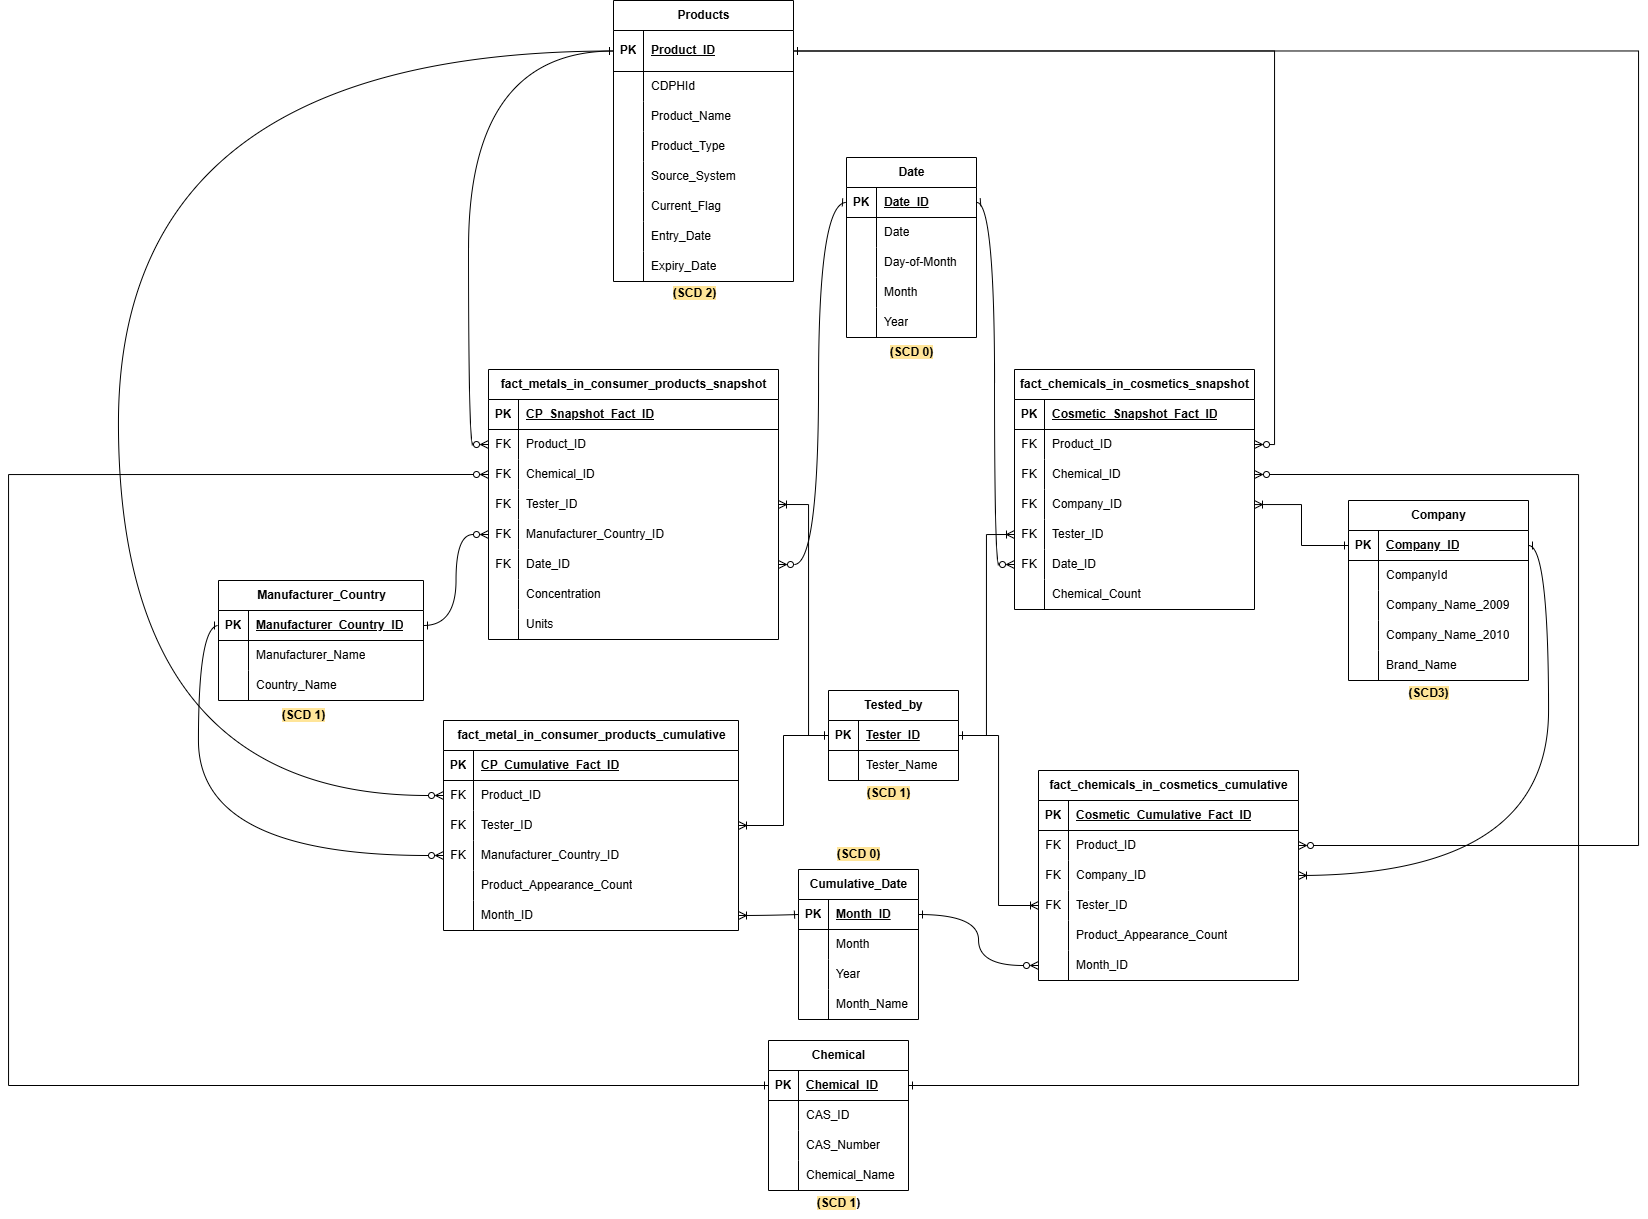 Products
PK Product_ID
CDPHId
Product_Name
Product_Type
Source_System
Current_Flag
Entry_Date
Expiry_Date
(SCD 2)
Date
PK Date_ID
Date
Day-of-Month
Month
Year
(SCD 0)
fact_metals_in_consumer_products_snapshot
PK CP_Snapshot_Fact_ID
FK Product_ID
FK Chemical_ID
FK Tester_ID
FK Manufacturer_Country_ID
FK Date_ID
Concentration
Units
fact_chemicals_in_cosmetics_snapshot
PK Cosmetic_Snapshot_Fact_ID
FK Product_ID
FK Chemical_ID
FK Company_ID
FK Tester_ID
FK Date_ID
Chemical_Count
Company
PK Company_ID
CompanyId
Company_Name_2009
Company_Name_2010
Brand_Name
(SCD3)
Manufacturer_Country
PK Manufacturer_Country_ID
Manufacturer_Name
Country_Name
(SCD 1)
Tested_by
PK Tester_ID
Tester_Name
(SCD 1)
fact_metal_in_consumer_products_cumulative
PK CP_Cumulative_Fact_ID
FK Product_ID
FK Tester_ID
FK Manufacturer_Country_ID
Product_Appearance_Count
Month_ID
fact_chemicals_in_cosmetics_cumulative
PK Cosmetic_Cumulative_Fact_ID
FK Product_ID
FK Company_ID
FK Tester_ID
Product_Appearance_Count
Month_ID
(SCD 0)
Cumulative_Date
PK Month_ID
Month
Year
Month_Name
Chemical
PK Chemical_ID
CAS_ID
CAS_Number
Chemical_Name
(SCD 1)